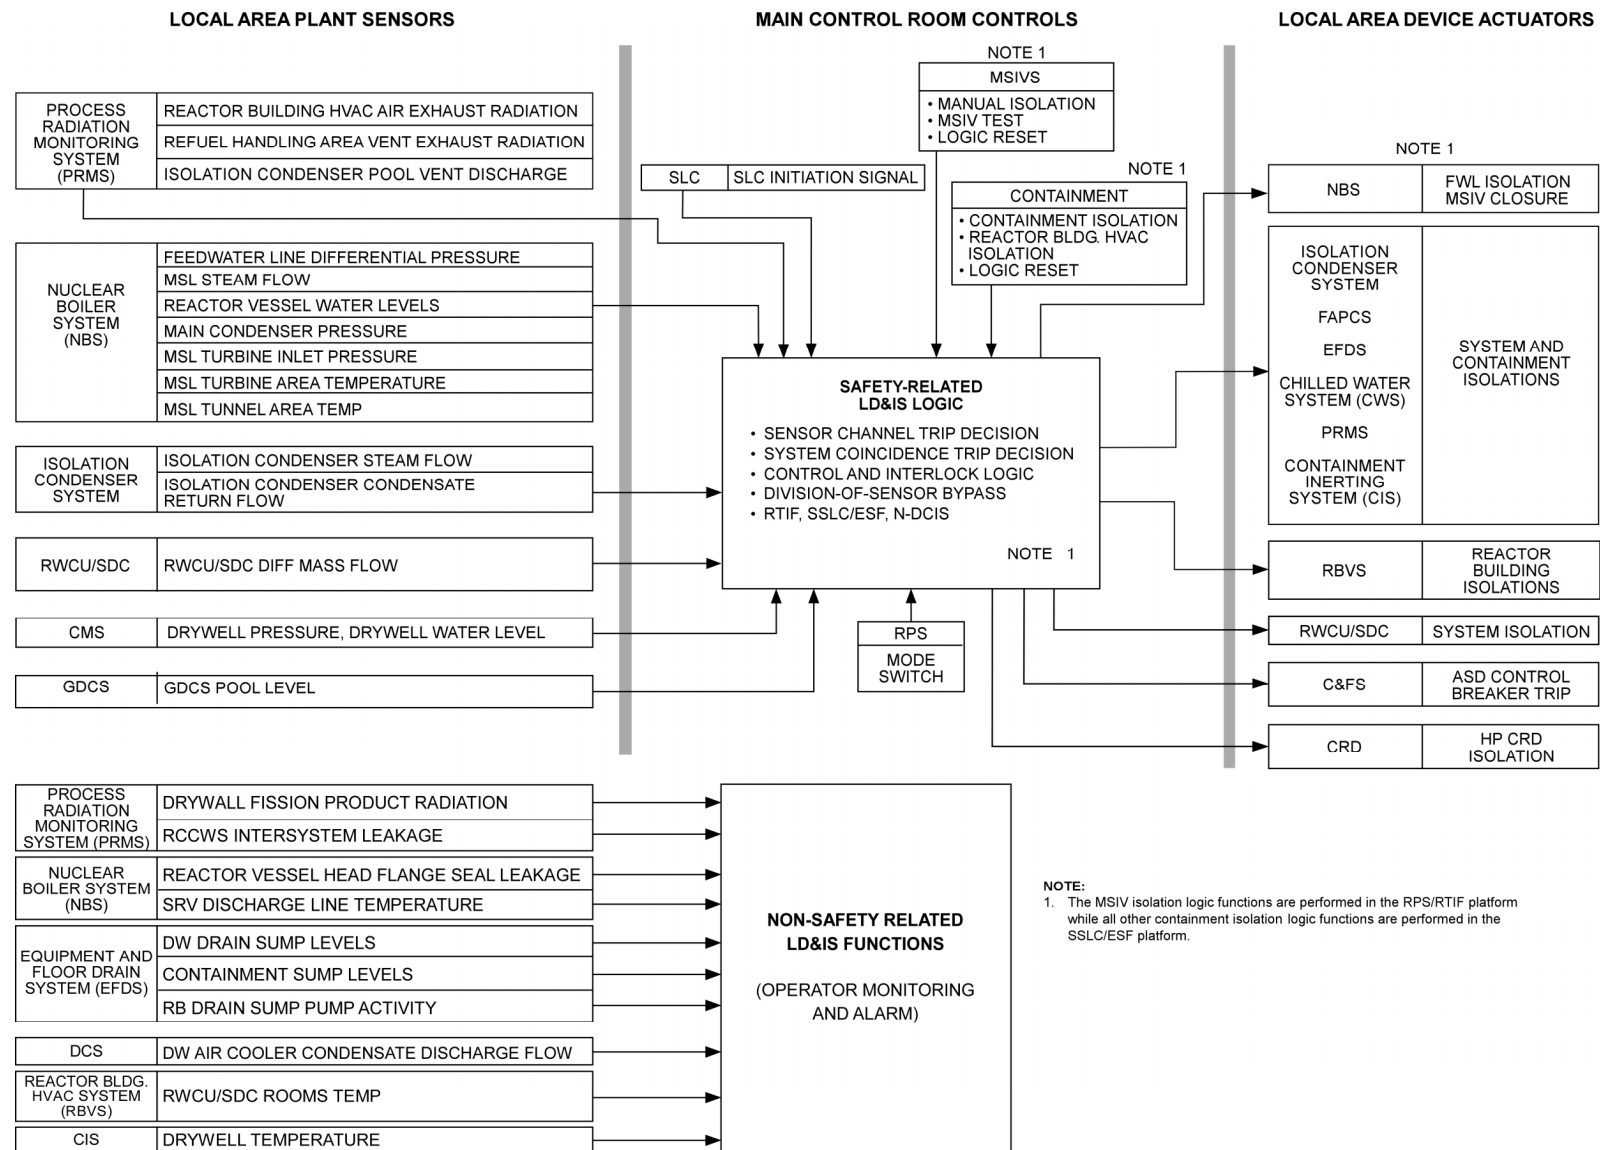 LOCAL AREA PLANT SENSORS
MAIN CONTROL ROOM CONTROLS
LOCAL AREA DEVICE ACTUATORS
PROCESS
RADIATION
MONITORING
SYSTEM
(PRMS)
REACTOR BUILDING HVAC AIR EXHAUST RADIATION
REFUEL HANDLING AREA VENT EXHAUST RADIATION
ISOLATION CONDENSER POOL VENT DISCHARGE
NUCLEAR
BOILER
SYSTEM
(NBS)
FEEDWATER LINE DIFFERENTIAL PRESSURE
MSL STEAM FLOW
REACTOR VESSEL WATER LEVELS
MAIN CONDENSER PRESSURE
MSL TURBINE INLET PRESSURE
MSL TURBINE AREA TEMPERATURE
MSL TUNNEL AREA TEMP
ISOLATION
CONDENSER
SYSTEM
ISOLATION CONDENSER STEAM FLOW
ISOLATION CONDENSER CONDENSATE
RETURN FLOW
RWCU/SDC
RWCU/SDC DIFF MASS FLOW
CMS
DRYWELL PRESSURE, DRYWELL WATER LEVEL
GDCS
GDCS POOL LEVEL
NOTE 1
MSIVS
• MANUAL ISOLATION
• MSIV TEST
• LOGIC RESET
SLC
SLC INITIATION SIGNAL
NOTE 1
CONTAINMENT
• CONTAINMENT ISOLATION
• REACTOR BLDG. HVAC
ISOLATION
• LOGIC RESET
SAFETY-RELATED
LD&IS LOGIC
• SENSOR CHANNEL TRIP DECISION
• SYSTEM COINCIDENCE TRIP DECISION
• CONTROL AND INTERLOCK LOGIC
• DIVISION-OF-SENSOR BYPASS
• RTIF, SSLC/ESF, N-DCIS
NOTE 1
RPS
MODE
SWITCH
NOTE 1
NBS
FWL ISOLATION
MSIV CLOSURE
ISOLATION
CONDENSER
SYSTEM
FAPCS
EFDS
CHILLED WATER
SYSTEM (CWS)
PRMS
CONTAINMENT
INERTING
SYSTEM (CIS)
SYSTEM AND
CONTAINMENT
ISOLATIONS
RBVS
REACTOR
BUILDING
ISOLATIONS
RWCU/SDC
SYSTEM ISOLATION
C&FS
ASD CONTROL
BREAKER TRIP
CRD
HP CRD
ISOLATION
PROCESS
RADIATION
MONITORING
SYSTEM (PRMS)
DRYWALL FISSION PRODUCT RADIATION
RCCWS INTERSYSTEM LEAKAGE
NUCLEAR
BOILER SYSTEM
(NBS)
REACTOR VESSEL HEAD FLANGE SEAL LEAKAGE
SRV DISCHARGE LINE TEMPERATURE
EQUIPMENT AND
FLOOR DRAIN
SYSTEM (EFDS)
DW DRAIN SUMP LEVELS
CONTAINMENT SUMP LEVELS
RB DRAIN SUMP PUMP ACTIVITY
DCS
DW AIR COOLER CONDENSATE DISCHARGE FLOW
REACTOR BLDG.
HVAC SYSTEM
(RBVS)
RWCU/SDC ROOMS TEMP
CIS
DRYWELL TEMPERATURE
NON-SAFETY RELATED
LD&IS FUNCTIONS
(OPERATOR MONITORING
AND ALARM)
NOTE:
1. The MSIV isolation logic functions are performed in the RPS/RTIF platform
while all other containment isolation logic functions are performed in the
SSLC/ESF platform.